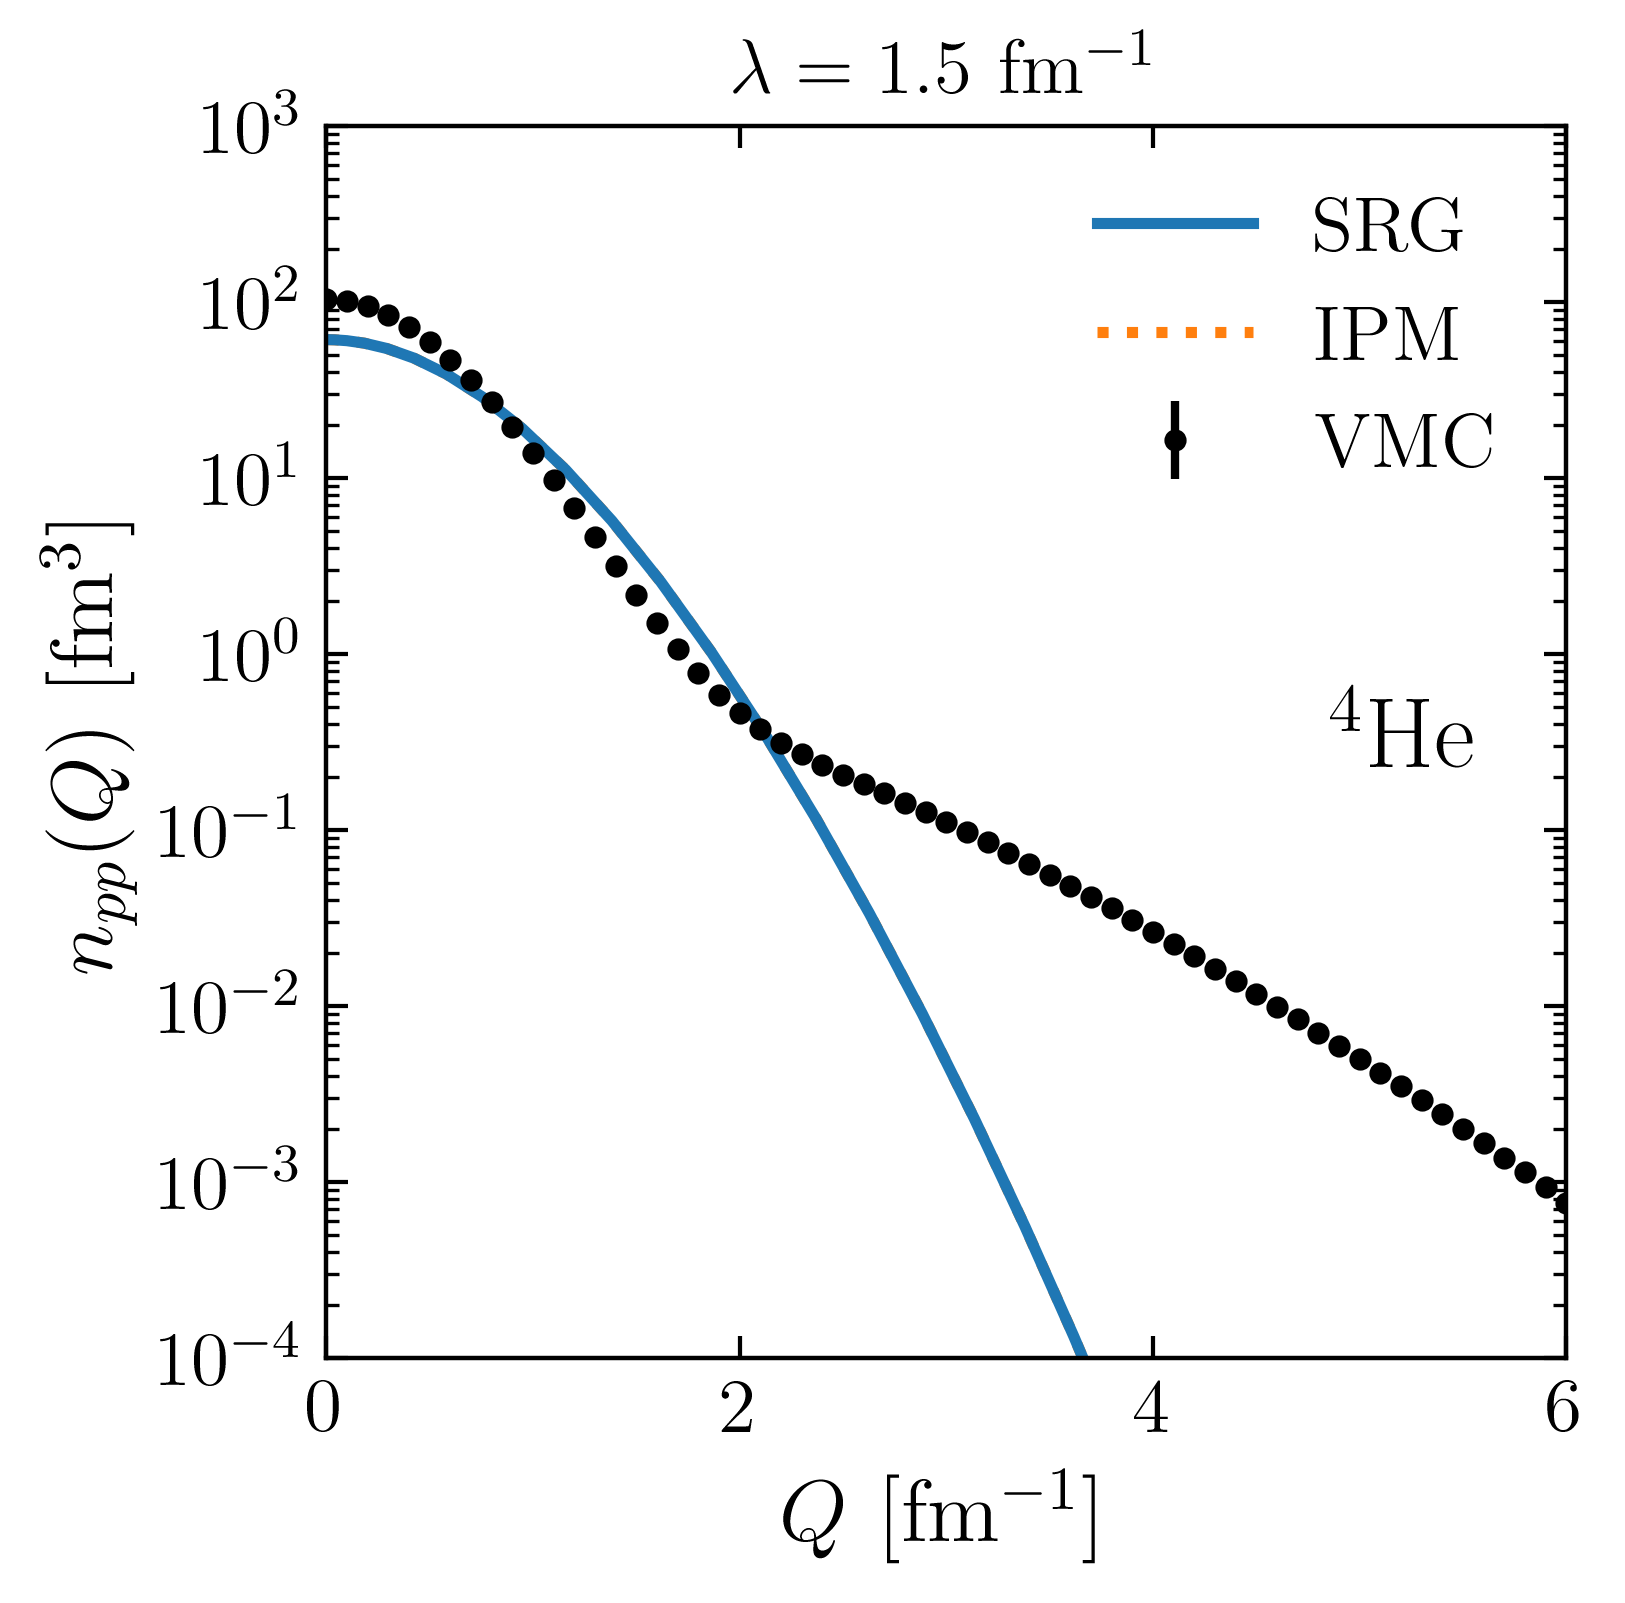 λ = 1.5 fm⁻¹
10³
10²
10¹
10⁰
10⁻¹
10⁻²
10⁻³
10⁻⁴
n_pp(Q) [fm³]
SRG
IPM
VMC
⁴He
0 2 4 6
Q [fm⁻¹]